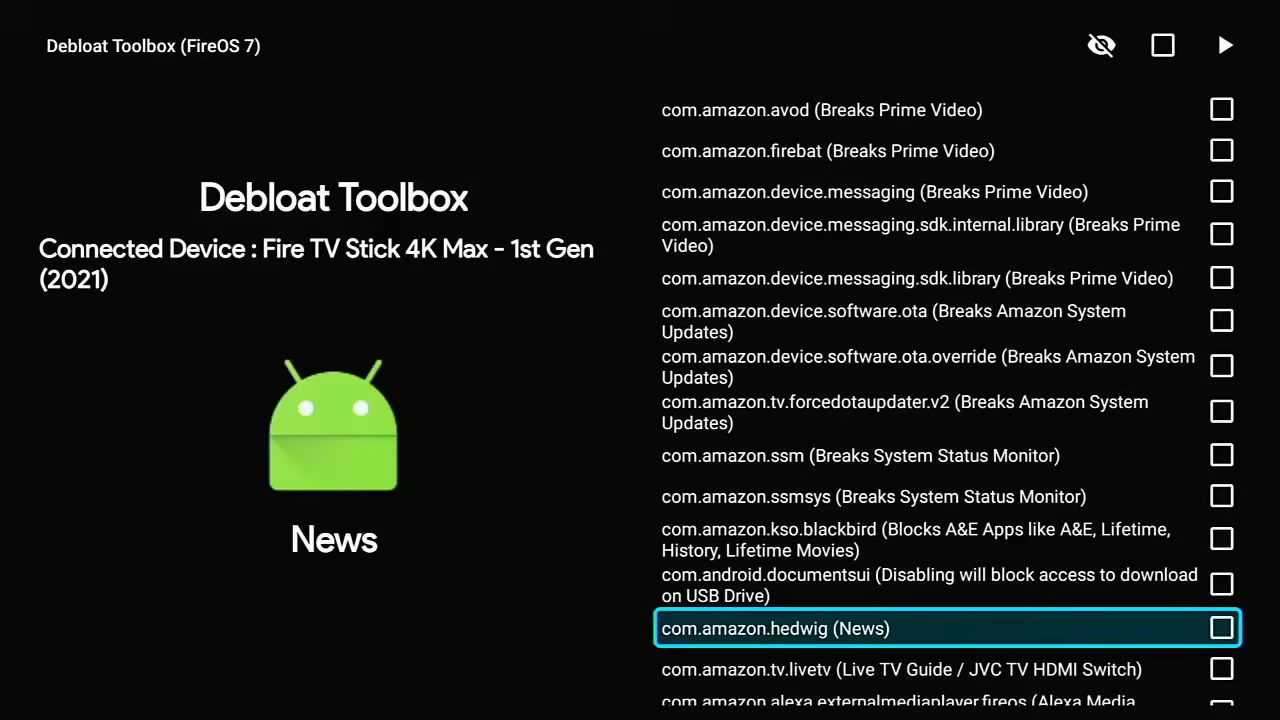 Debloat Toolbox (FireOS 7)
Debloat Toolbox
Connected Device : Fire TV Stick 4K Max - 1st Gen
(2021)
News
com.amazon.avod (Breaks Prime Video)
com.amazon.firebat (Breaks Prime Video)
com.amazon.device.messaging (Breaks Prime Video)
com.amazon.device.messaging.sdk.internal.library (Breaks Prime
Video)
com.amazon.device.messaging.sdk.library (Breaks Prime Video)
com.amazon.device.software.ota (Breaks Amazon System
Updates)
com.amazon.device.software.ota.override (Breaks Amazon System
Updates)
com.amazon.tv.forcedotaupdater.v2 (Breaks Amazon System
Updates)
com.amazon.ssm (Breaks System Status Monitor)
com.amazon.ssmsys (Breaks System Status Monitor)
com.amazon.kso.blackbird (Blocks A&E Apps like A&E, Lifetime,
History, Lifetime Movies)
com.android.documentsui (Disabling will block access to download
on USB Drive)
com.amazon.hedwig (News)
com.amazon.tv.livetv (Live TV Guide / JVC TV HDMI Switch)
com.amazon.alexa.externalmediaplayer.fireos (Alexa Media